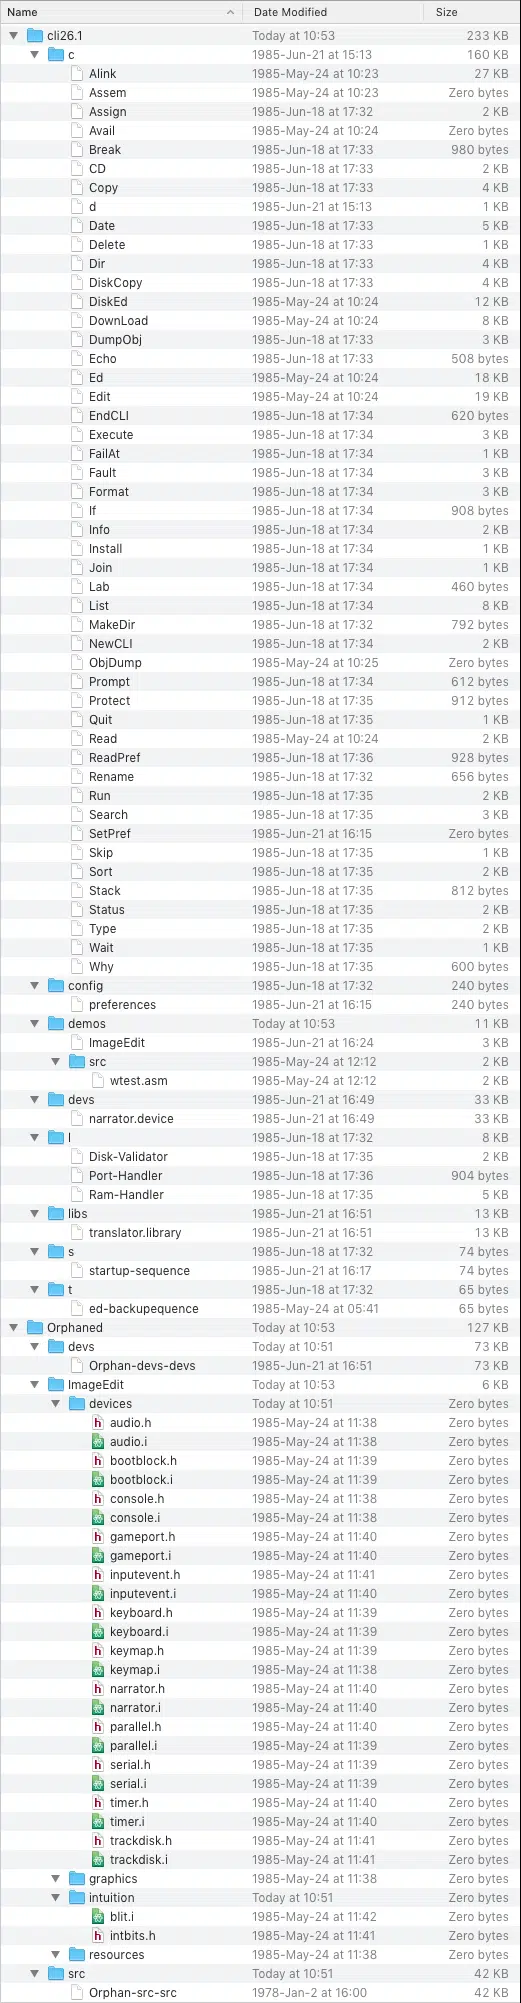 Name Date Modified Size
cli26.1 Today at 10:53 233 KB
c 1985-Jun-21 at 15:13 160 KB
Alink 1985-May-24 at 10:23 27 KB
Assem 1985-May-24 at 10:23 Zero bytes
Assign 1985-Jun-18 at 17:32 2 KB
Avail 1985-May-24 at 10:24 Zero bytes
Break 1985-Jun-18 at 17:33 980 bytes
CD 1985-Jun-18 at 17:33 2 KB
Copy 1985-Jun-18 at 17:33 4 KB
d 1985-Jun-21 at 15:13 1 KB
Date 1985-Jun-18 at 17:33 5 KB
Delete 1985-Jun-18 at 17:33 1 KB
Dir 1985-Jun-18 at 17:33 4 KB
DiskCopy 1985-Jun-18 at 17:33 4 KB
DiskEd 1985-May-24 at 10:24 12 KB
DownLoad 1985-May-24 at 10:24 8 KB
DumpObj 1985-Jun-18 at 17:33 3 KB
Echo 1985-Jun-18 at 17:33 508 bytes
Ed 1985-May-24 at 10:24 18 KB
Edit 1985-May-24 at 10:24 19 KB
EndCLI 1985-Jun-18 at 17:34 620 bytes
Execute 1985-Jun-18 at 17:34 3 KB
FailAt 1985-Jun-18 at 17:34 1 KB
Fault 1985-Jun-18 at 17:34 3 KB
Format 1985-Jun-18 at 17:34 3 KB
If 1985-Jun-18 at 17:34 908 bytes
Info 1985-Jun-18 at 17:34 2 KB
Install 1985-Jun-18 at 17:34 1 KB
Join 1985-Jun-18 at 17:34 1 KB
Lab 1985-Jun-18 at 17:34 460 bytes
List 1985-Jun-18 at 17:34 8 KB
MakeDir 1985-Jun-18 at 17:32 792 bytes
NewCLI 1985-Jun-18 at 17:34 2 KB
ObjDump 1985-May-24 at 10:25 Zero bytes
Prompt 1985-Jun-18 at 17:34 612 bytes
Protect 1985-Jun-18 at 17:35 912 bytes
Quit 1985-Jun-18 at 17:35 1 KB
Read 1985-May-24 at 10:24 2 KB
ReadPref 1985-Jun-18 at 17:36 928 bytes
Rename 1985-Jun-18 at 17:32 656 bytes
Run 1985-Jun-18 at 17:35 2 KB
Search 1985-Jun-18 at 17:35 3 KB
SetPref 1985-Jun-21 at 16:15 Zero bytes
Skip 1985-Jun-18 at 17:35 1 KB
Sort 1985-Jun-18 at 17:35 2 KB
Stack 1985-Jun-18 at 17:35 812 bytes
Status 1985-Jun-18 at 17:35 2 KB
Type 1985-Jun-18 at 17:35 2 KB
Wait 1985-Jun-18 at 17:35 1 KB
Why 1985-Jun-18 at 17:35 600 bytes
config 1985-Jun-18 at 17:32 240 bytes
preferences 1985-Jun-21 at 16:15 240 bytes
demos Today at 10:53 11 KB
ImageEdit 1985-Jun-21 at 16:24 3 KB
src 1985-May-24 at 12:12 2 KB
wtest.asm 1985-May-24 at 12:12 2 KB
devs 1985-Jun-21 at 16:49 33 KB
narrator.device 1985-Jun-21 at 16:49 33 KB
l 1985-Jun-18 at 17:32 8 KB
Disk-Validator 1985-Jun-18 at 17:35 2 KB
Port-Handler 1985-Jun-18 at 17:36 904 bytes
Ram-Handler 1985-Jun-18 at 17:35 5 KB
libs 1985-Jun-21 at 16:51 13 KB
translator.library 1985-Jun-21 at 16:51 13 KB
s 1985-Jun-18 at 17:32 74 bytes
startup-sequence 1985-Jun-21 at 16:17 74 bytes
t 1985-Jun-18 at 17:32 65 bytes
ed-backupequence 1985-May-24 at 05:41 65 bytes
Orphaned Today at 10:53 127 KB
devs Today at 10:51 73 KB
Orphan-devs-devs 1985-Jun-21 at 16:51 73 KB
ImageEdit Today at 10:53 6 KB
devices Today at 10:51 Zero bytes
audio.h 1985-May-24 at 11:38 Zero bytes
audio.i 1985-May-24 at 11:38 Zero bytes
bootblock.h 1985-May-24 at 11:39 Zero bytes
bootblock.i 1985-May-24 at 11:39 Zero bytes
console.h 1985-May-24 at 11:38 Zero bytes
console.i 1985-May-24 at 11:38 Zero bytes
gameport.h 1985-May-24 at 11:40 Zero bytes
gameport.i 1985-May-24 at 11:40 Zero bytes
inputevent.h 1985-May-24 at 11:41 Zero bytes
inputevent.i 1985-May-24 at 11:40 Zero bytes
keyboard.h 1985-May-24 at 11:39 Zero bytes
keyboard.i 1985-May-24 at 11:39 Zero bytes
keymap.h 1985-May-24 at 11:39 Zero bytes
keymap.i 1985-May-24 at 11:38 Zero bytes
narrator.h 1985-May-24 at 11:40 Zero bytes
narrator.i 1985-May-24 at 11:40 Zero bytes
parallel.h 1985-May-24 at 11:40 Zero bytes
parallel.i 1985-May-24 at 11:39 Zero bytes
serial.h 1985-May-24 at 11:39 Zero bytes
serial.i 1985-May-24 at 11:39 Zero bytes
timer.h 1985-May-24 at 11:40 Zero bytes
timer.i 1985-May-24 at 11:40 Zero bytes
trackdisk.h 1985-May-24 at 11:41 Zero bytes
trackdisk.i 1985-May-24 at 11:41 Zero bytes
graphics 1985-May-24 at 11:38 Zero bytes
intuition Today at 10:51 Zero bytes
blit.i 1985-May-24 at 11:42 Zero bytes
intbits.h 1985-May-24 at 11:41 Zero bytes
resources 1985-May-24 at 11:38 Zero bytes
src Today at 10:51 42 KB
Orphan-src-src 1978-Jan-2 at 16:00 42 KB